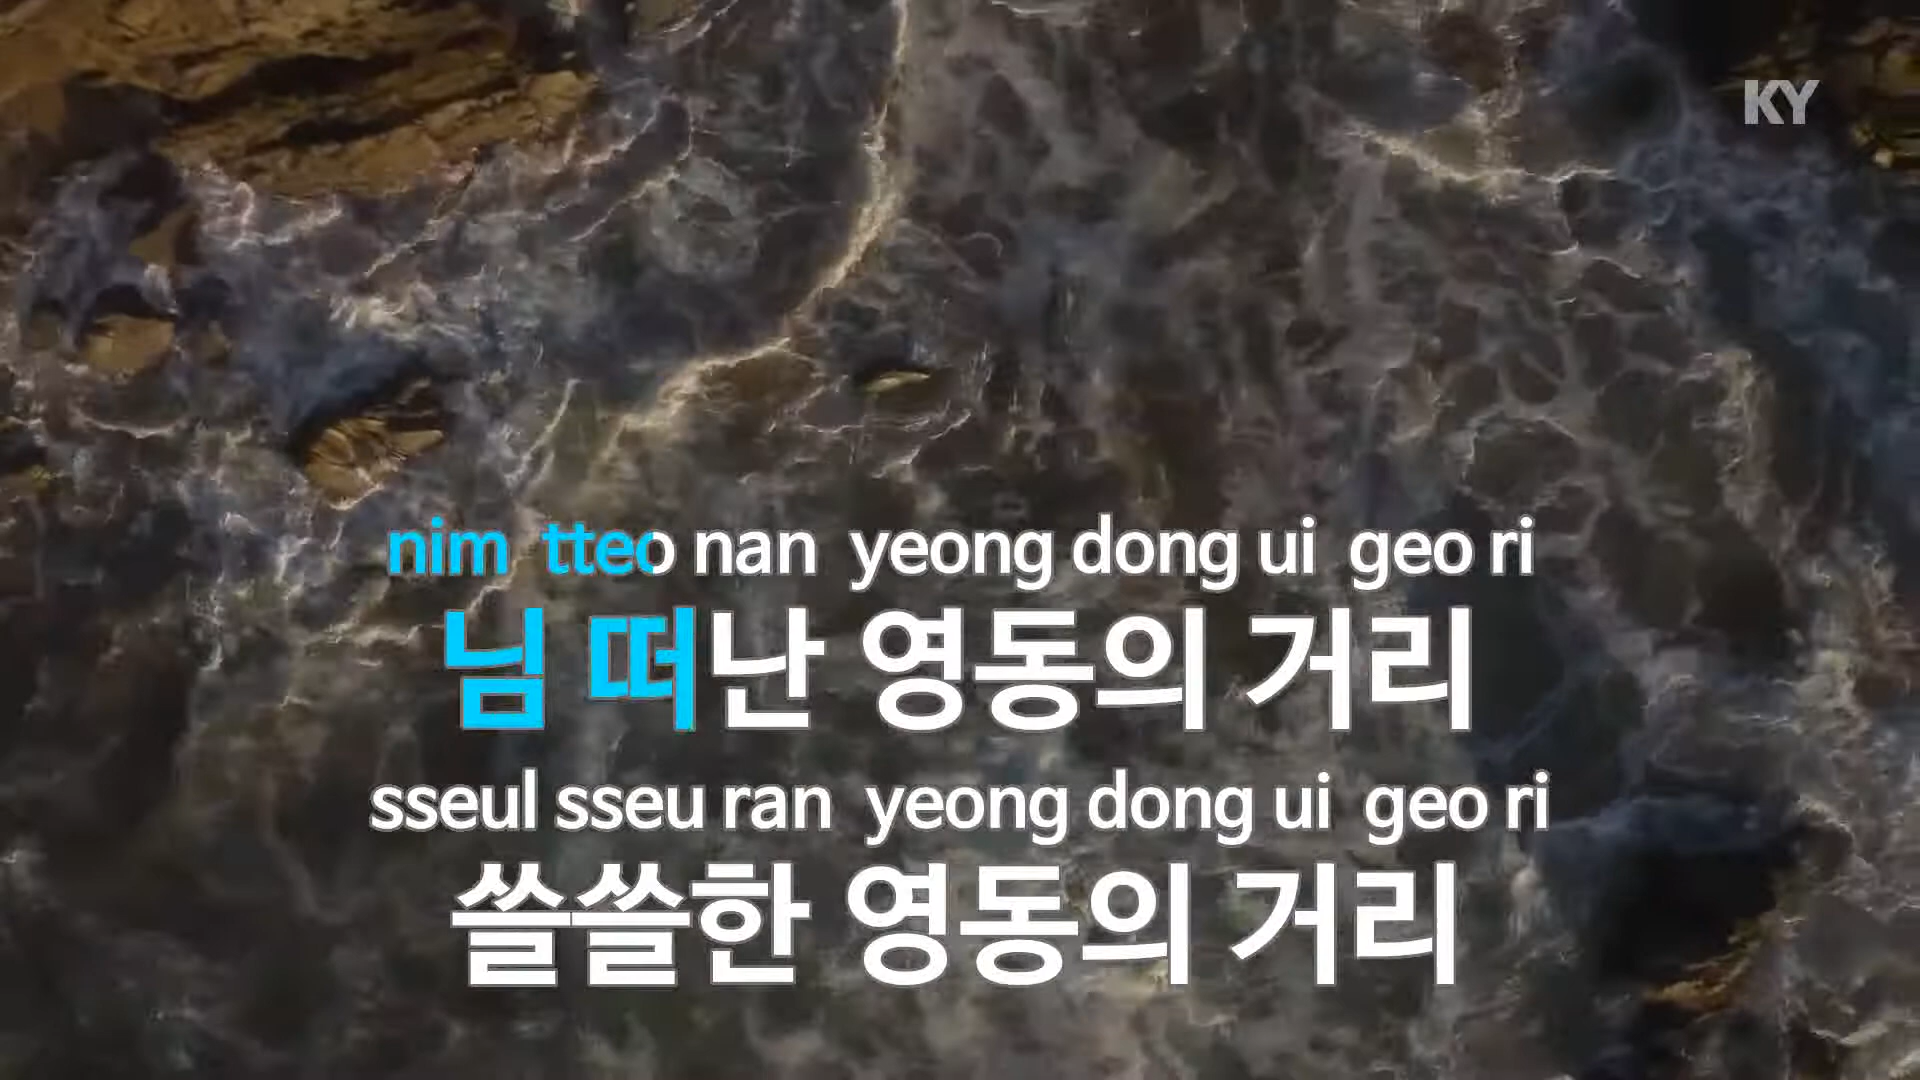 KY
nim tteo nan yeong dong ui geo ri
님 떠난 영동의 거리
sseul sseu ran yeong dong ui geo ri
쓸쓸한 영동의 거리